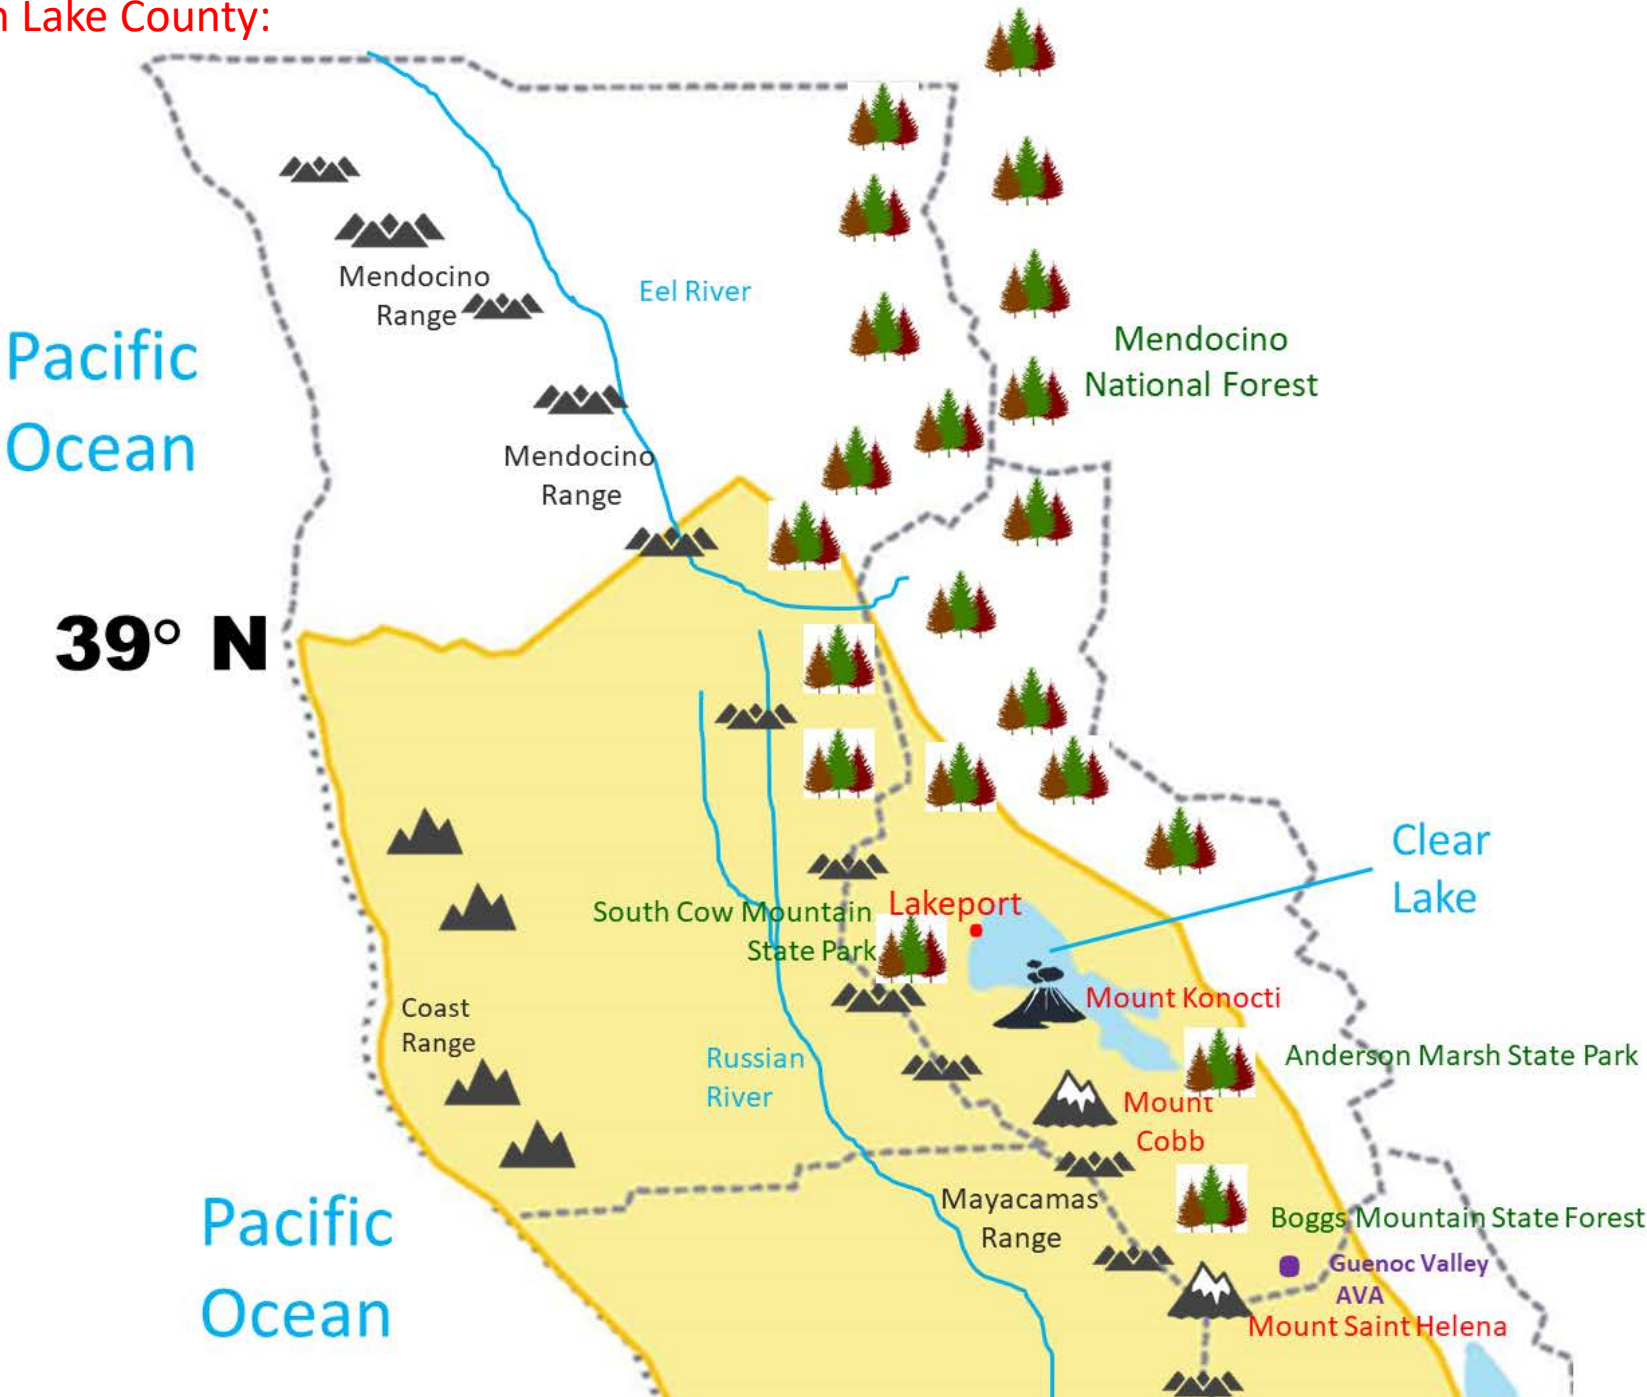 n Lake County:
Mendocino
Range
Eel River
Pacific
Ocean
Mendocino
National Forest
Mendocino
Range
39° N
Clear
Lake
Lakeport
South Cow Mountain
State Park
Mount Konocti
Coast
Range
Russian
River
Anderson Marsh State Park
Mount
Cobb
Mayacamas
Range
Pacific
Ocean
Boggs Mountain State Forest
Guenoc Valley
AVA
Mount Saint Helena